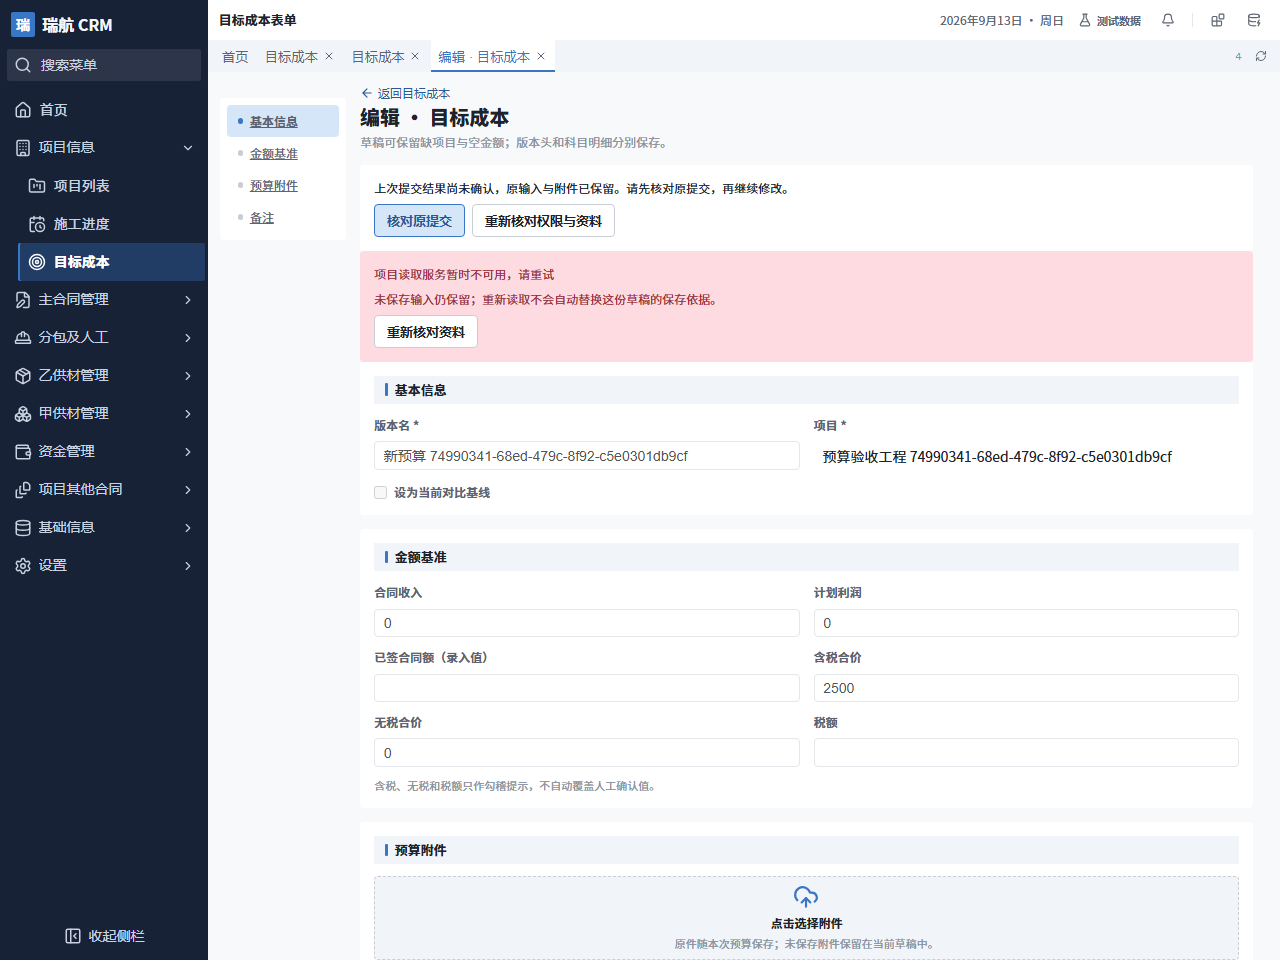 瑞 瑞航 CRM
搜索菜单
首页
项目信息
项目列表
施工进度
目标成本
主合同管理
分包及人工
乙供材管理
甲供材管理
资金管理
项目其他合同
基础信息
设置
收起侧栏
目标成本表单
2026年9月13日 • 周日 测试数据
首页 目标成本 × 目标成本 × 编辑 · 目标成本 × 4
基本信息
金额基准
预算附件
备注
← 返回目标成本
编辑 • 目标成本
草稿可保留缺项目与空金额；版本头和科目明细分别保存。
上次提交结果尚未确认，原输入与附件已保留。请先核对原提交，再继续修改。
核对原提交 重新核对权限与资料
项目读取服务暂时不可用，请重试
未保存输入仍保留；重新读取不会自动替换这份草稿的保存依据。
重新核对资料
基本信息
版本名 * 项目 *
新预算 74990341-68ed-479c-8f92-c5e0301db9cf 预算验收工程 74990341-68ed-479c-8f92-c5e0301db9cf
设为当前对比基线
金额基准
合同收入 计划利润
0 0
已签合同额（录入值） 含税合价
2500
无税合价 税额
0
含税、无税和税额只作勾稽提示，不自动覆盖人工确认值。
预算附件
点击选择附件
原件随本次预算保存；未保存附件保留在当前草稿中。